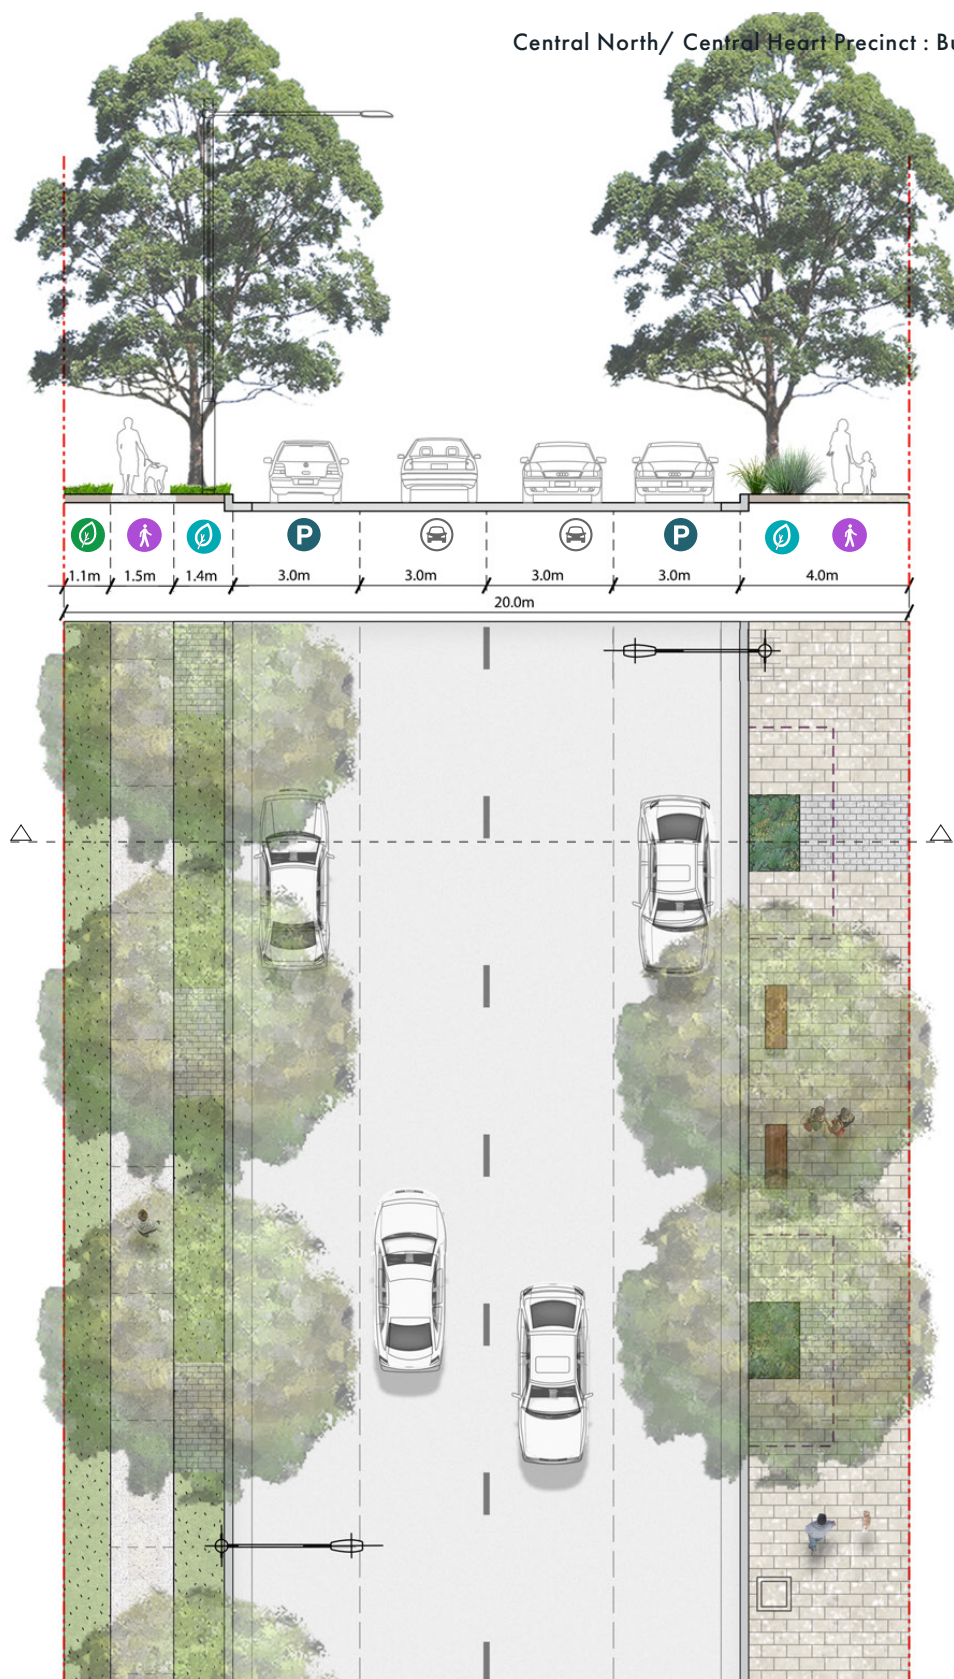 Central North/ Central Heart Precinct : Bu
P
P
1.1m 1.5m 1.4m 3.0m 3.0m 3.0m 3.0m 4.0m
20.0m